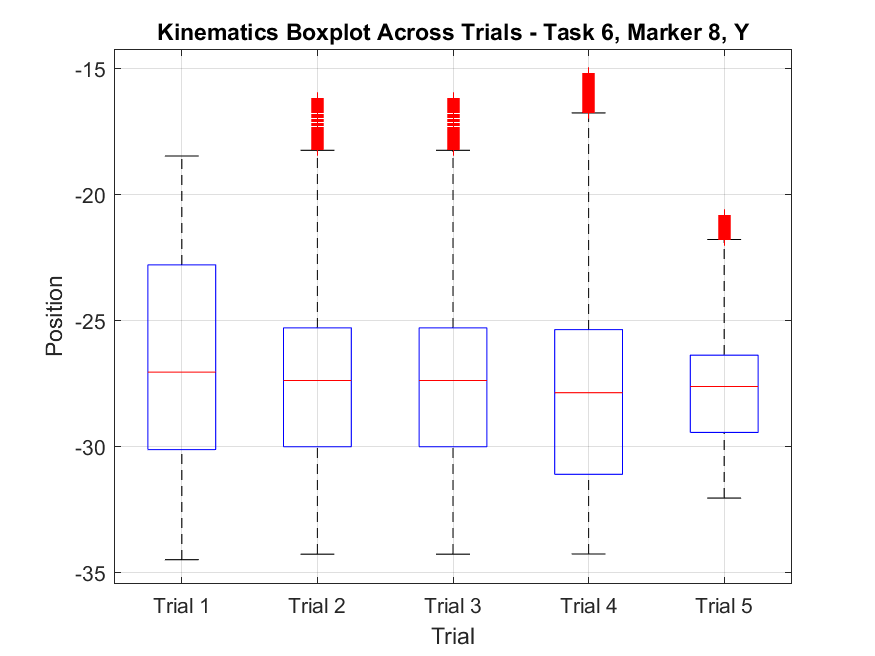 Kinematics Boxplot Across Trials - Task 6, Marker 8, Y
-15
-20
-25
-30
-35
Position
Trial 1 Trial 2 Trial 3 Trial 4 Trial 5
Trial